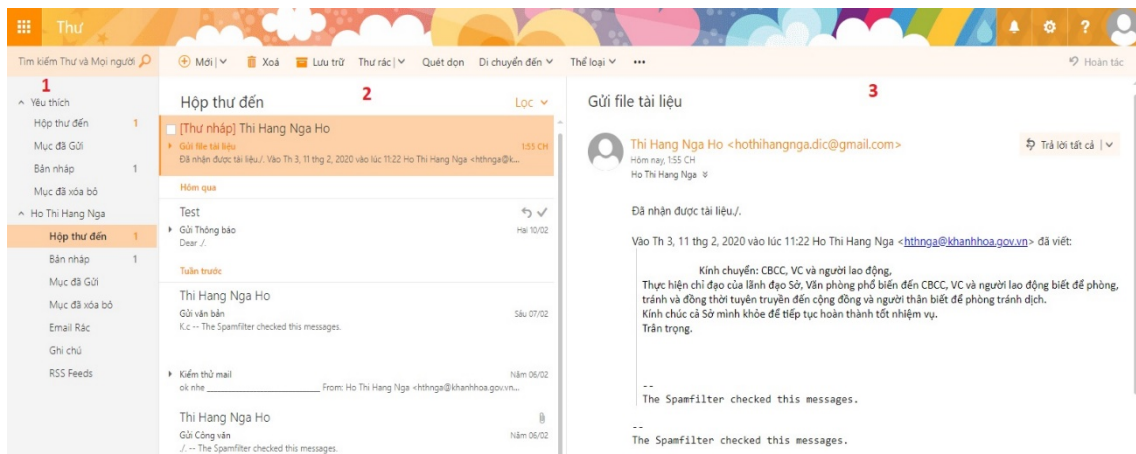 Thư
?
Tìm kiếm Thư và Mọi người
Mới
Xoá
Lưu trữ
Thư rác
Quét dọn
Di chuyển đến
Thể loại
•••
Hoàn tác
1
Yêu thích
Hộp thư đến 1
Mục đã Gửi
Bản nháp 1
Mục đã xóa bỏ
Ho Thi Hang Nga
Hộp thư đến 1
Bản nháp 1
Mục đã Gửi
Mục đã xóa bỏ
Email Rác
Ghi chú
RSS Feeds
2
Hộp thư đến
Lọc
[Thư nháp] Thi Hang Nga Ho
Gửi file tài liệu 1:55 CH
Đã nhận được tài liệu./. Vào Th 3, 11 thg 2, 2020 vào lúc 11:22 Ho Thi Hang Nga <hthnga@k...
Hôm qua
Test
Gửi Thông báo Hai 10/02
Dear ./.
Tuần trước
Thi Hang Nga Ho
Gửi văn bản Sáu 07/02
K.c -- The Spamfilter checked this messages.
Kiểm thử mail Năm 06/02
ok nhe ________________________ From: Ho Thi Hang Nga <hthnga@khanhhoa.gov.vn...
Thi Hang Nga Ho
Gửi Công văn Năm 06/02
./. -- The Spamfilter checked this messages.
3
Gửi file tài liệu
Thi Hang Nga Ho <hothihangnga.dic@gmail.com>
Trả lời tất cả
Hôm nay, 1:55 CH
Ho Thi Hang Nga
Đã nhận được tài liệu./.
Vào Th 3, 11 thg 2, 2020 vào lúc 11:22 Ho Thi Hang Nga <hthnga@khanhhoa.gov.vn> đã viết:
Kính chuyển: CBCC, VC và người lao động,
Thực hiện chỉ đạo của lãnh đạo Sở, Văn phòng phổ biến đến CBCC, VC và người lao động biết để phòng,
tránh và đồng thời tuyên truyền đến cộng đồng và người thân biết để phòng tránh dịch.
Kính chúc cả Sở mình khỏe để tiếp tục hoàn thành tốt nhiệm vụ.
Trân trọng.
--
The Spamfilter checked this messages.
--
The Spamfilter checked this messages.